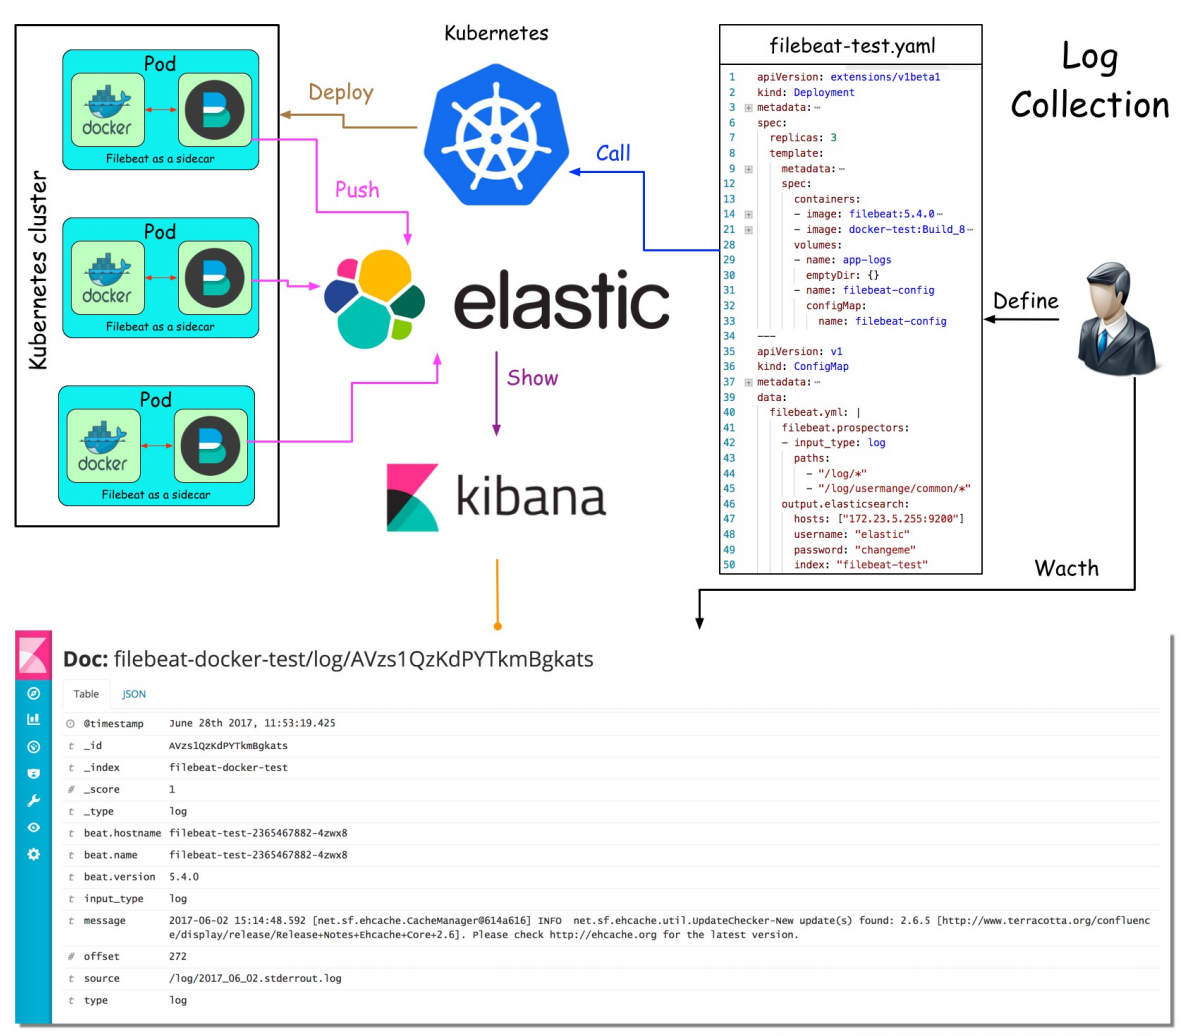 Kubernetes
Log
Collection
Kubernetes cluster
Pod
docker
Filebeat as a sidecar
Pod
docker
Filebeat as a sidecar
Pod
docker
Filebeat as a sidecar
Deploy
Push
Call
elastic
Show
kibana
Define
Wacth
filebeat-test.yaml
1 apiVersion: extensions/v1beta1
2 kind: Deployment
3 metadata:⋯
6 spec:
7 replicas: 3
8 template:
9 metadata:⋯
12 spec:
13 containers:
14 - image: filebeat:5.4.0⋯
21 - image: docker-test:Build_8⋯
28 volumes:
29 - name: app-logs
30 emptyDir: {}
31 - name: filebeat-config
32 configMap:
33 name: filebeat-config
34 ---
35 apiVersion: v1
36 kind: ConfigMap
37 metadata:⋯
39 data:
40 filebeat.yml: |
41 filebeat.prospectors:
42 - input_type: log
43 paths:
44 - "/log/*"
45 - "/log/usermange/common/*"
46 output.elasticsearch:
47 hosts: ["172.23.5.255:9200"]
48 username: "elastic"
49 password: "changeme"
50 index: "filebeat-test"
Doc: filebeat-docker-test/log/AVzs1QzKdPYTkmBgkats
Table JSON
@timestamp June 28th 2017, 11:53:19.425
t _id AVzs1QzKdPYTkmBgkats
t _index filebeat-docker-test
# _score 1
t _type log
t beat.hostname filebeat-test-2365467882-4zwx8
t beat.name filebeat-test-2365467882-4zwx8
t beat.version 5.4.0
t input_type log
t message 2017-06-02 15:14:48.592 [net.sf.ehcache.CacheManager@614a616] INFO net.sf.ehcache.util.UpdateChecker-New update(s) found: 2.6.5 [http://www.terracotta.org/confluenc
e/display/release/Release+Notes+Ehcache+Core+2.6]. Please check http://ehcache.org for the latest version.
# offset 272
t source /log/2017_06_02.stderrout.log
t type log